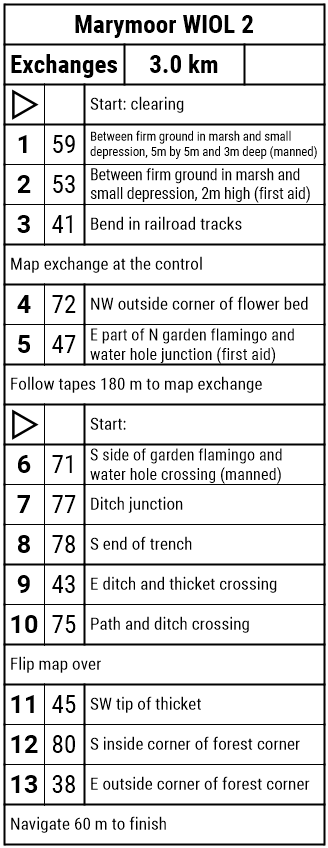 Marymoor WIOL 2
Exchanges 3.0 km
Start: clearing
1 59 Between firm ground in marsh and small
depression, 5m by 5m and 3m deep (manned)
2 53 Between firm ground in marsh and
small depression, 2m high (first aid)
3 41 Bend in railroad tracks
Map exchange at the control
4 72 NW outside corner of flower bed
5 47 E part of N garden flamingo and
water hole junction (first aid)
Follow tapes 180 m to map exchange
Start:
6 71 S side of garden flamingo and
water hole crossing (manned)
7 77 Ditch junction
8 78 S end of trench
9 43 E ditch and thicket crossing
10 75 Path and ditch crossing
Flip map over
11 45 SW tip of thicket
12 80 S inside corner of forest corner
13 38 E outside corner of forest corner
Navigate 60 m to finish